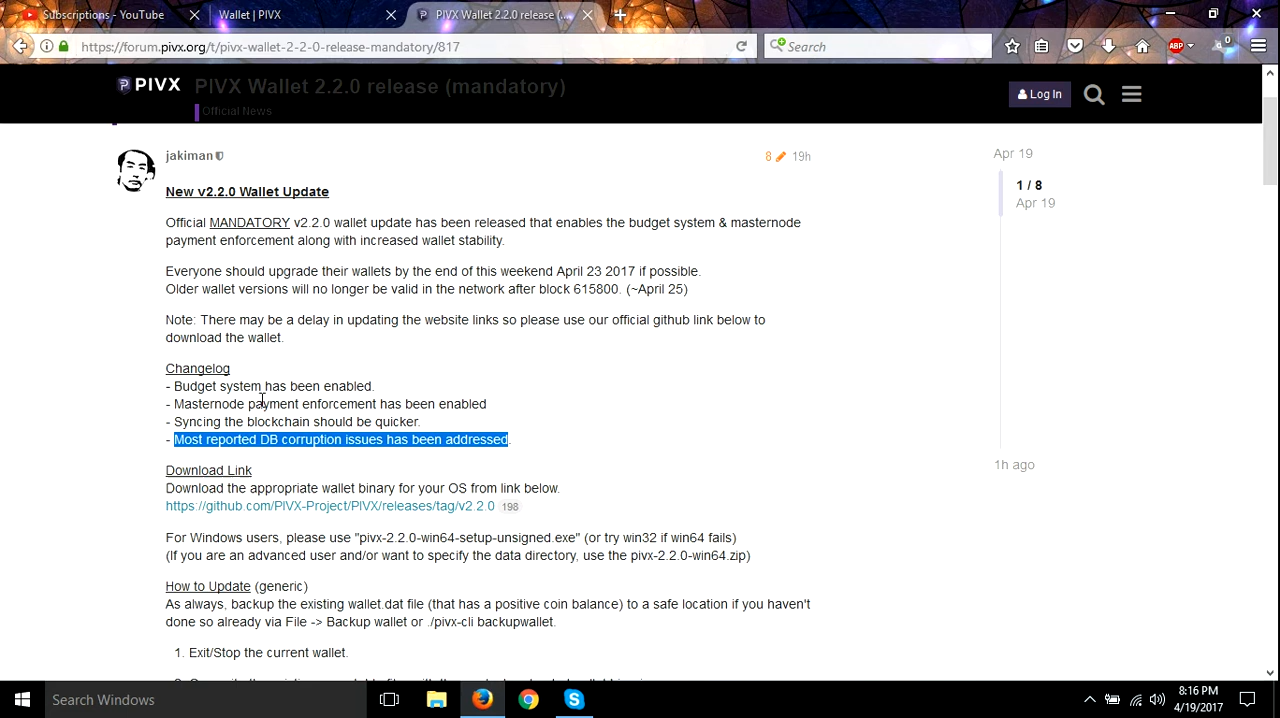 Subscriptions - YouTube
Wallet | PIVX
PIVX Wallet 2.2.0 release (...
https://forum.pivx.org/t/pivx-wallet-2-2-0-release-mandatory/817
Search
ABP
0
PIVX
PIVX Wallet 2.2.0 release (mandatory)
Official News
Log In
jakiman
8
19h
Apr 19
1 / 8
Apr 19
New v2.2.0 Wallet Update
Official MANDATORY v2.2.0 wallet update has been released that enables the budget system & masternode
payment enforcement along with increased wallet stability.
Everyone should upgrade their wallets by the end of this weekend April 23 2017 if possible.
Older wallet versions will no longer be valid in the network after block 615800. (~April 25)
Note: There may be a delay in updating the website links so please use our official github link below to
download the wallet.
Changelog
- Budget system has been enabled.
- Masternode payment enforcement has been enabled
- Syncing the blockchain should be quicker.
- Most reported DB corruption issues has been addressed.
1h ago
Download Link
Download the appropriate wallet binary for your OS from link below.
https://github.com/PIVX-Project/PIVX/releases/tag/v2.2.0 198
For Windows users, please use "pivx-2.2.0-win64-setup-unsigned.exe" (or try win32 if win64 fails)
(If you are an advanced user and/or want to specify the data directory, use the pivx-2.2.0-win64.zip)
How to Update (generic)
As always, backup the existing wallet.dat file (that has a positive coin balance) to a safe location if you haven't
done so already via File -> Backup wallet or ./pivx-cli backupwallet.
1. Exit/Stop the current wallet.
Search Windows
8:16 PM
4/19/2017